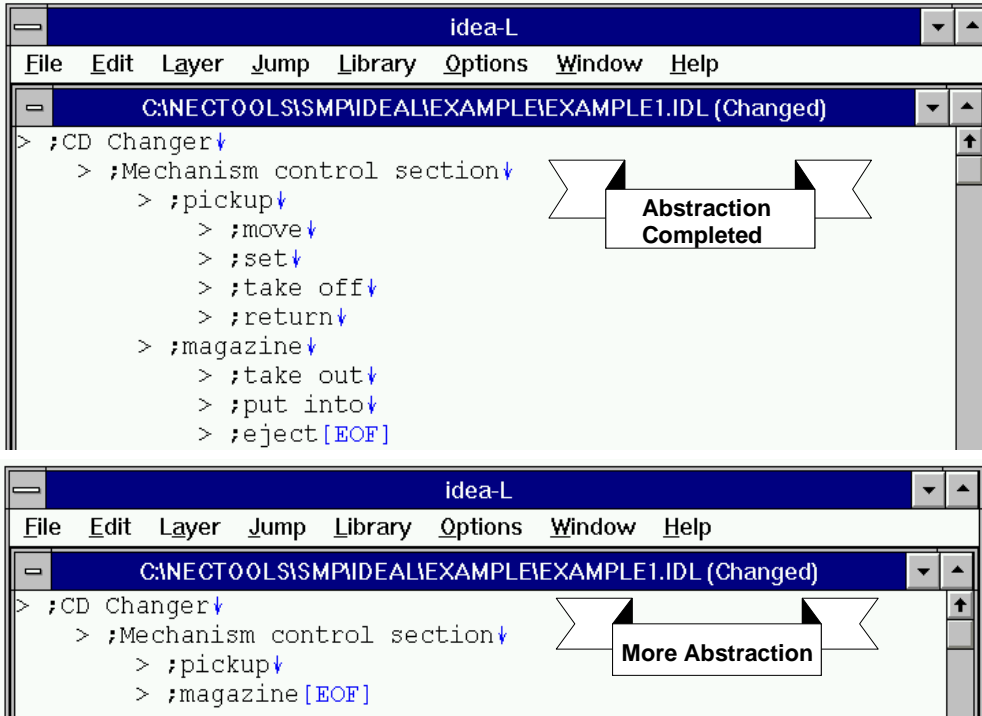 idea-L
File Edit Layer Jump Library Options Window Help
C:\NECTOOLS\SMP\IDEAL\EXAMPLE\EXAMPLE1.IDL (Changed)
> ;CD Changer↓
> ;Mechanism control section↓
> ;pickup↓
> ;move↓
> ;set↓
> ;take off↓
> ;return↓
> ;magazine↓
> ;take out↓
> ;put into↓
> ;eject[EOF]
Abstraction
Completed
idea-L
File Edit Layer Jump Library Options Window Help
C:\NECTOOLS\SMP\IDEAL\EXAMPLE\EXAMPLE1.IDL (Changed)
> ;CD Changer↓
> ;Mechanism control section↓
> ;pickup↓
> ;magazine[EOF]
More Abstraction